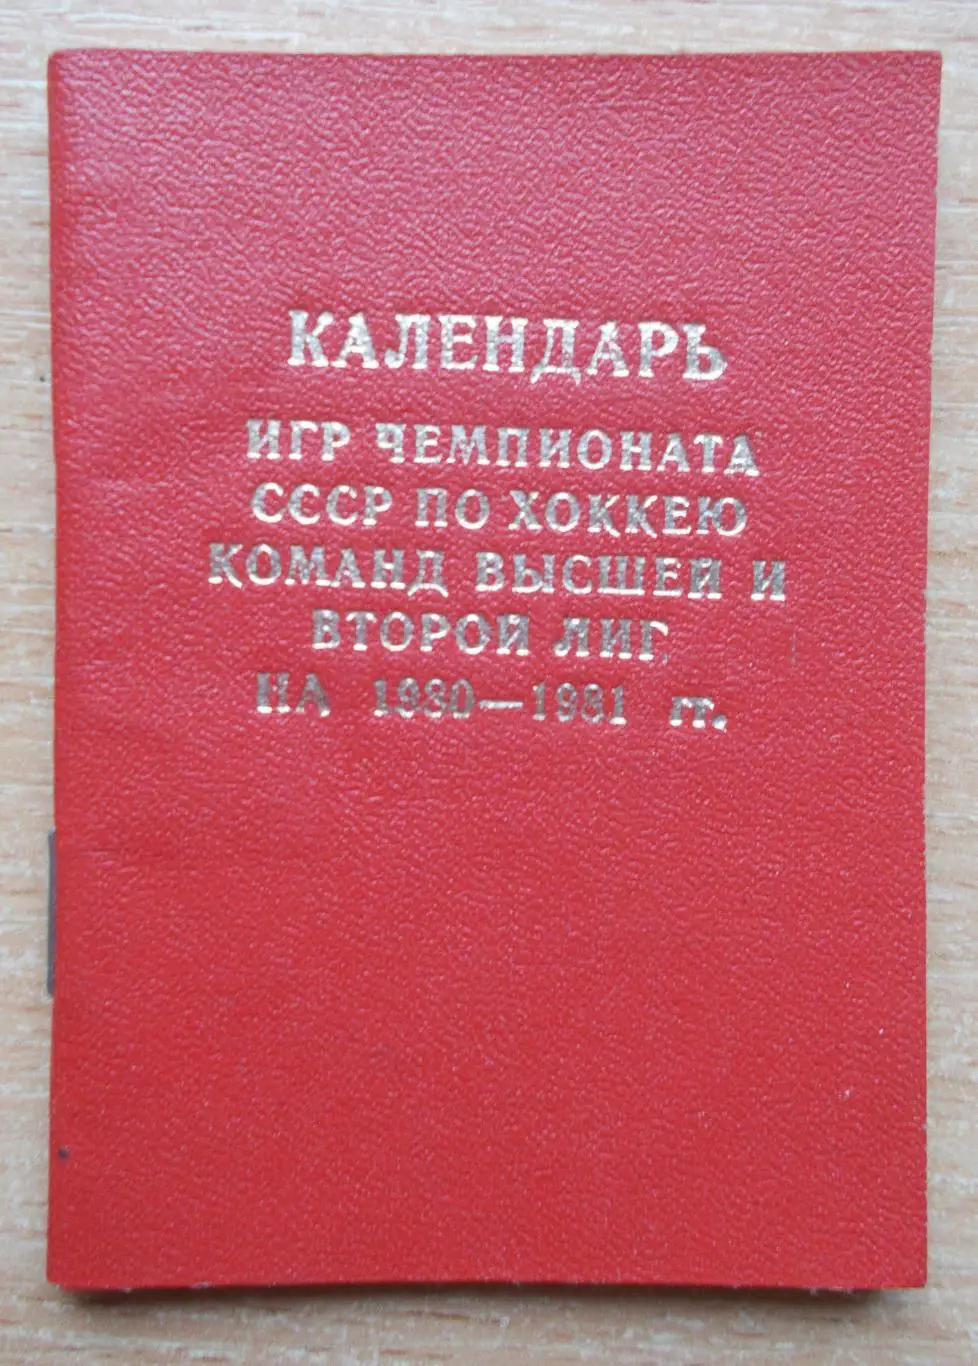 КАЛЕНДАРЬ
ИГР ЧЕМПИОНАТА
СССР ПО ХОККЕЮ
КОМАНД ВЫСШЕЙ И
ВТОРОЙ ЛИГ
НА 1980—1981 гг.